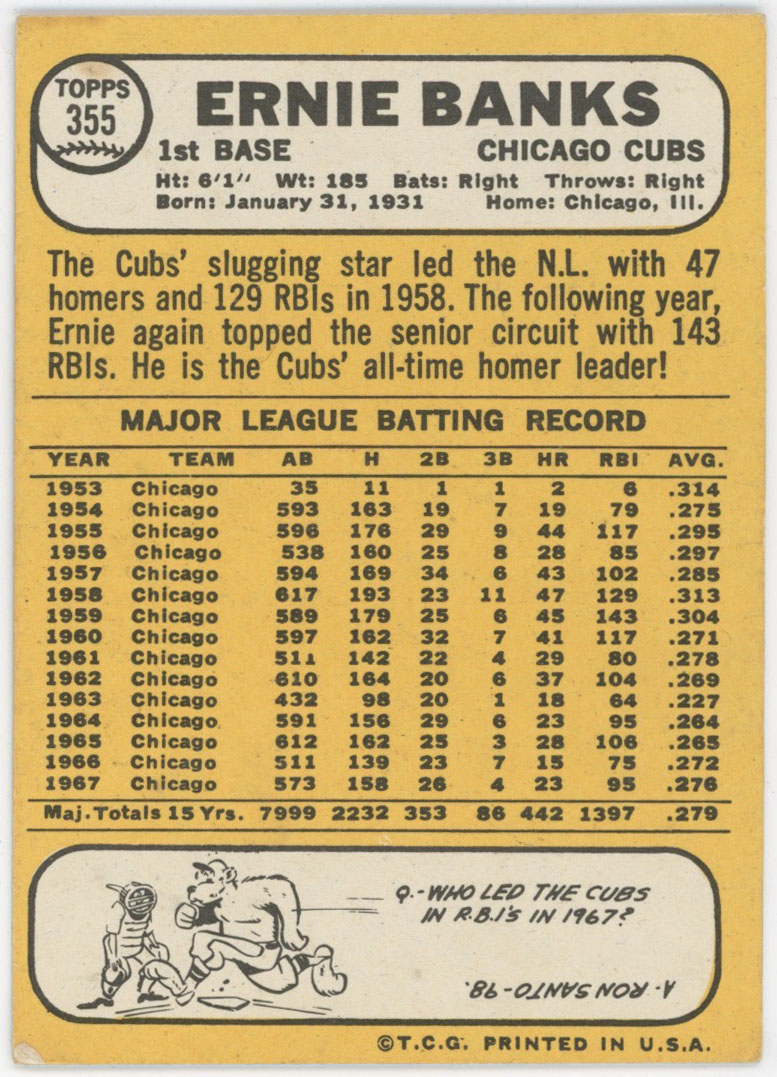 TOPPS
355
ERNIE BANKS
1st BASE CHICAGO CUBS
Ht: 6'1" Wt: 185 Bats: Right Throws: Right
Born: January 31, 1931 Home: Chicago, Ill.
The Cubs' slugging star led the N.L. with 47
homers and 129 RBIs in 1958. The following year,
Ernie again topped the senior circuit with 143
RBIs. He is the Cubs' all-time homer leader!
MAJOR LEAGUE BATTING RECORD
YEAR TEAM AB H 2B 3B HR RBI AVG.
1953 Chicago 35 11 1 1 2 6 .314
1954 Chicago 593 163 19 7 19 79 .275
1955 Chicago 596 176 29 9 44 117 .295
1956 Chicago 538 160 25 8 28 85 .297
1957 Chicago 594 169 34 6 43 102 .285
1958 Chicago 617 193 23 11 47 129 .313
1959 Chicago 589 179 25 6 45 143 .304
1960 Chicago 597 162 32 7 41 117 .271
1961 Chicago 511 142 22 4 29 80 .278
1962 Chicago 610 164 20 6 37 104 .269
1963 Chicago 432 98 20 1 18 64 .227
1964 Chicago 591 156 29 6 23 95 .264
1965 Chicago 612 162 25 3 28 106 .265
1966 Chicago 511 139 23 7 15 75 .272
1967 Chicago 573 158 26 4 23 95 .276
Maj. Totals 15 Yrs. 7999 2232 353 86 442 1397 .279
Q.-WHO LED THE CUBS
IN R.B.I'S IN 1967?
A.-RON SANTO-98.
©T.C.G. PRINTED IN U.S.A.